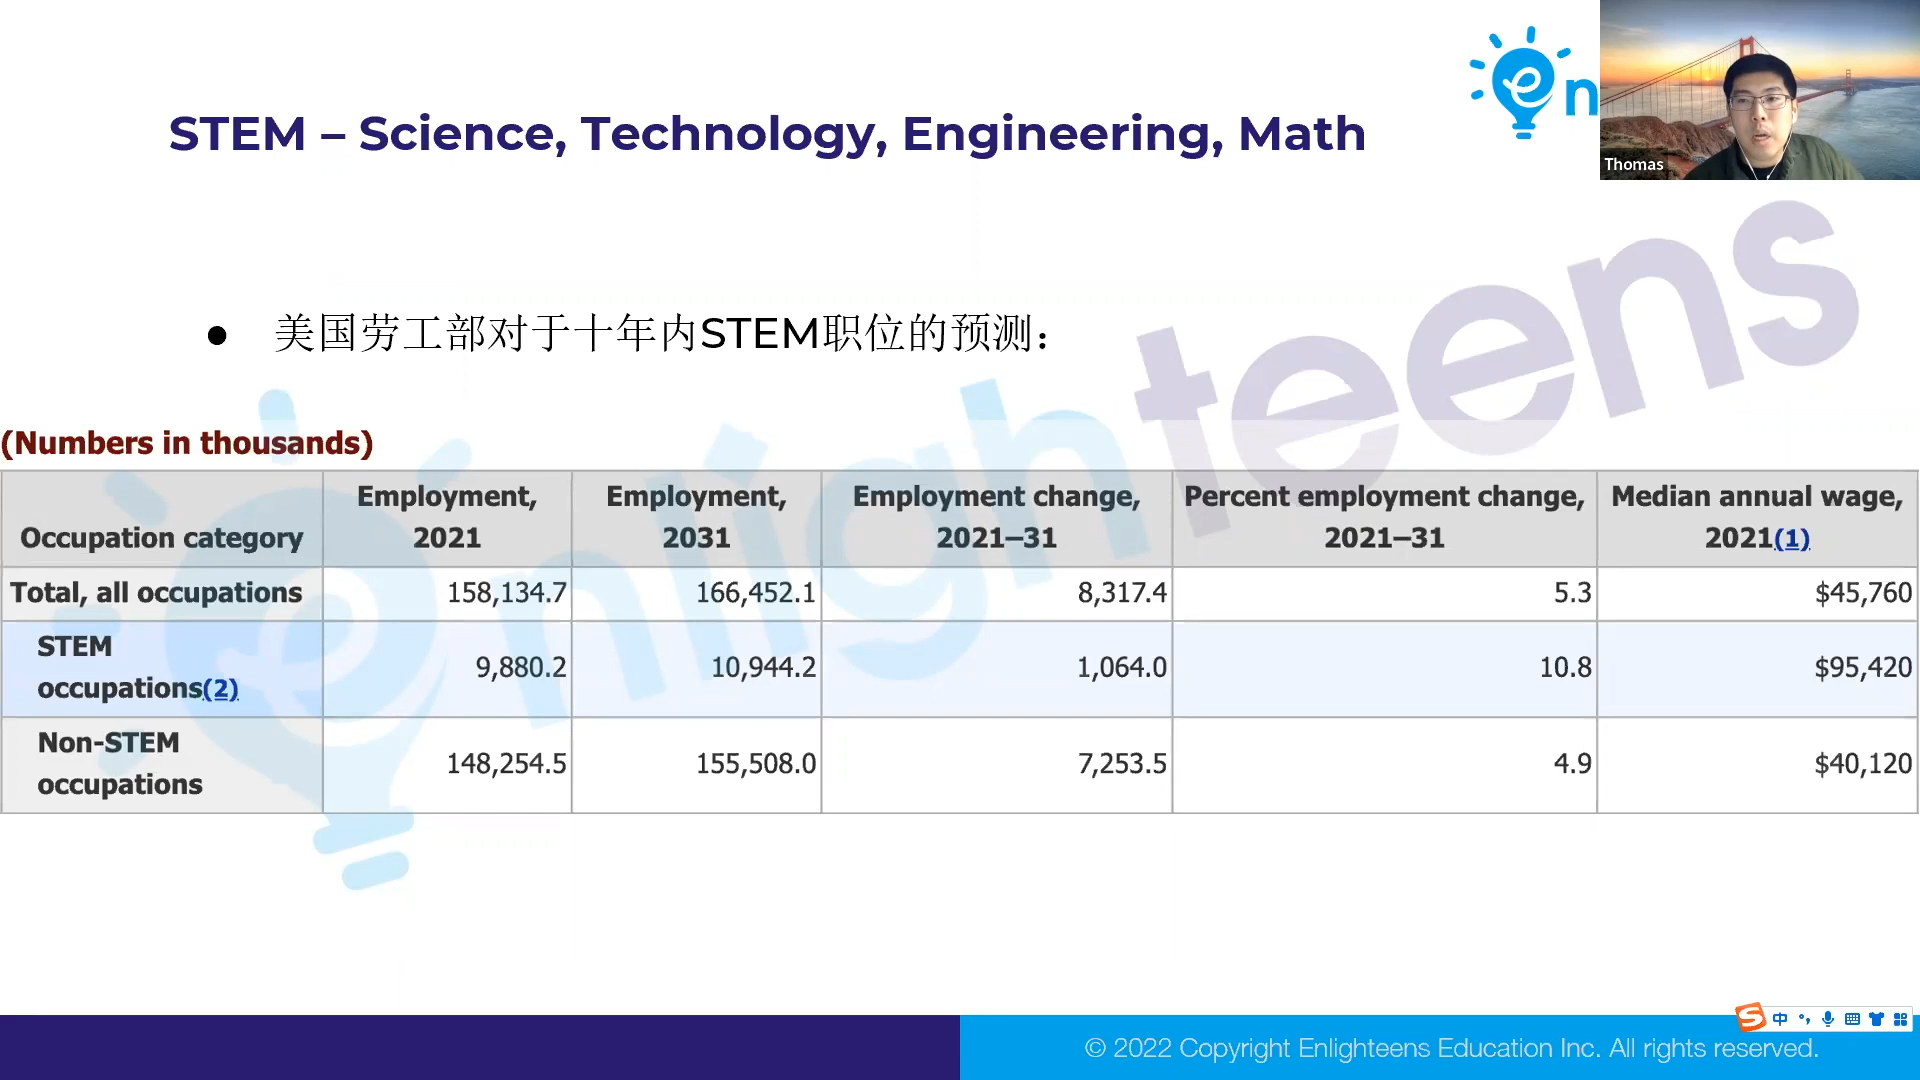 STEM – Science, Technology, Engineering, Math
en
Thomas
● 美国劳工部对于十年内STEM职位的预测：
enlighteens
(Numbers in thousands)
Occupation category Employment, 2021 Employment, 2031 Employment change, 2021–31 Percent employment change, 2021–31 Median annual wage, 2021(1)
Total, all occupations 158,134.7 166,452.1 8,317.4 5.3 $45,760
STEM occupations(2) 9,880.2 10,944.2 1,064.0 10.8 $95,420
Non-STEM occupations 148,254.5 155,508.0 7,253.5 4.9 $40,120
S 中
© 2022 Copyright Enlighteens Education Inc. All rights reserved.